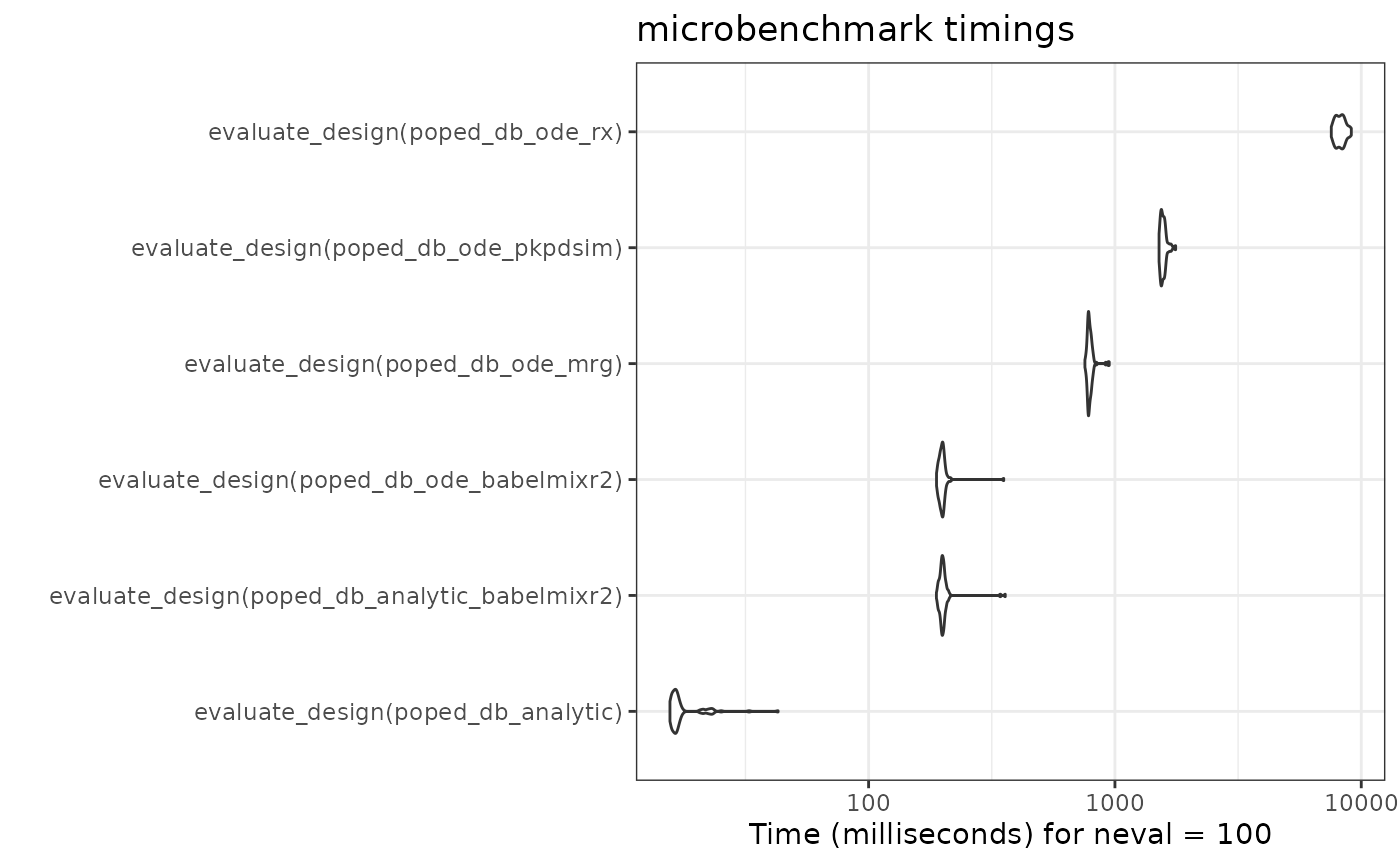 microbenchmark timings
evaluate_design(poped_db_ode_rx)
evaluate_design(poped_db_ode_pkpdsim)
evaluate_design(poped_db_ode_mrg)
evaluate_design(poped_db_ode_babelmixr2)
evaluate_design(poped_db_analytic_babelmixr2)
evaluate_design(poped_db_analytic)
100 1000 10000
Time (milliseconds) for neval = 100